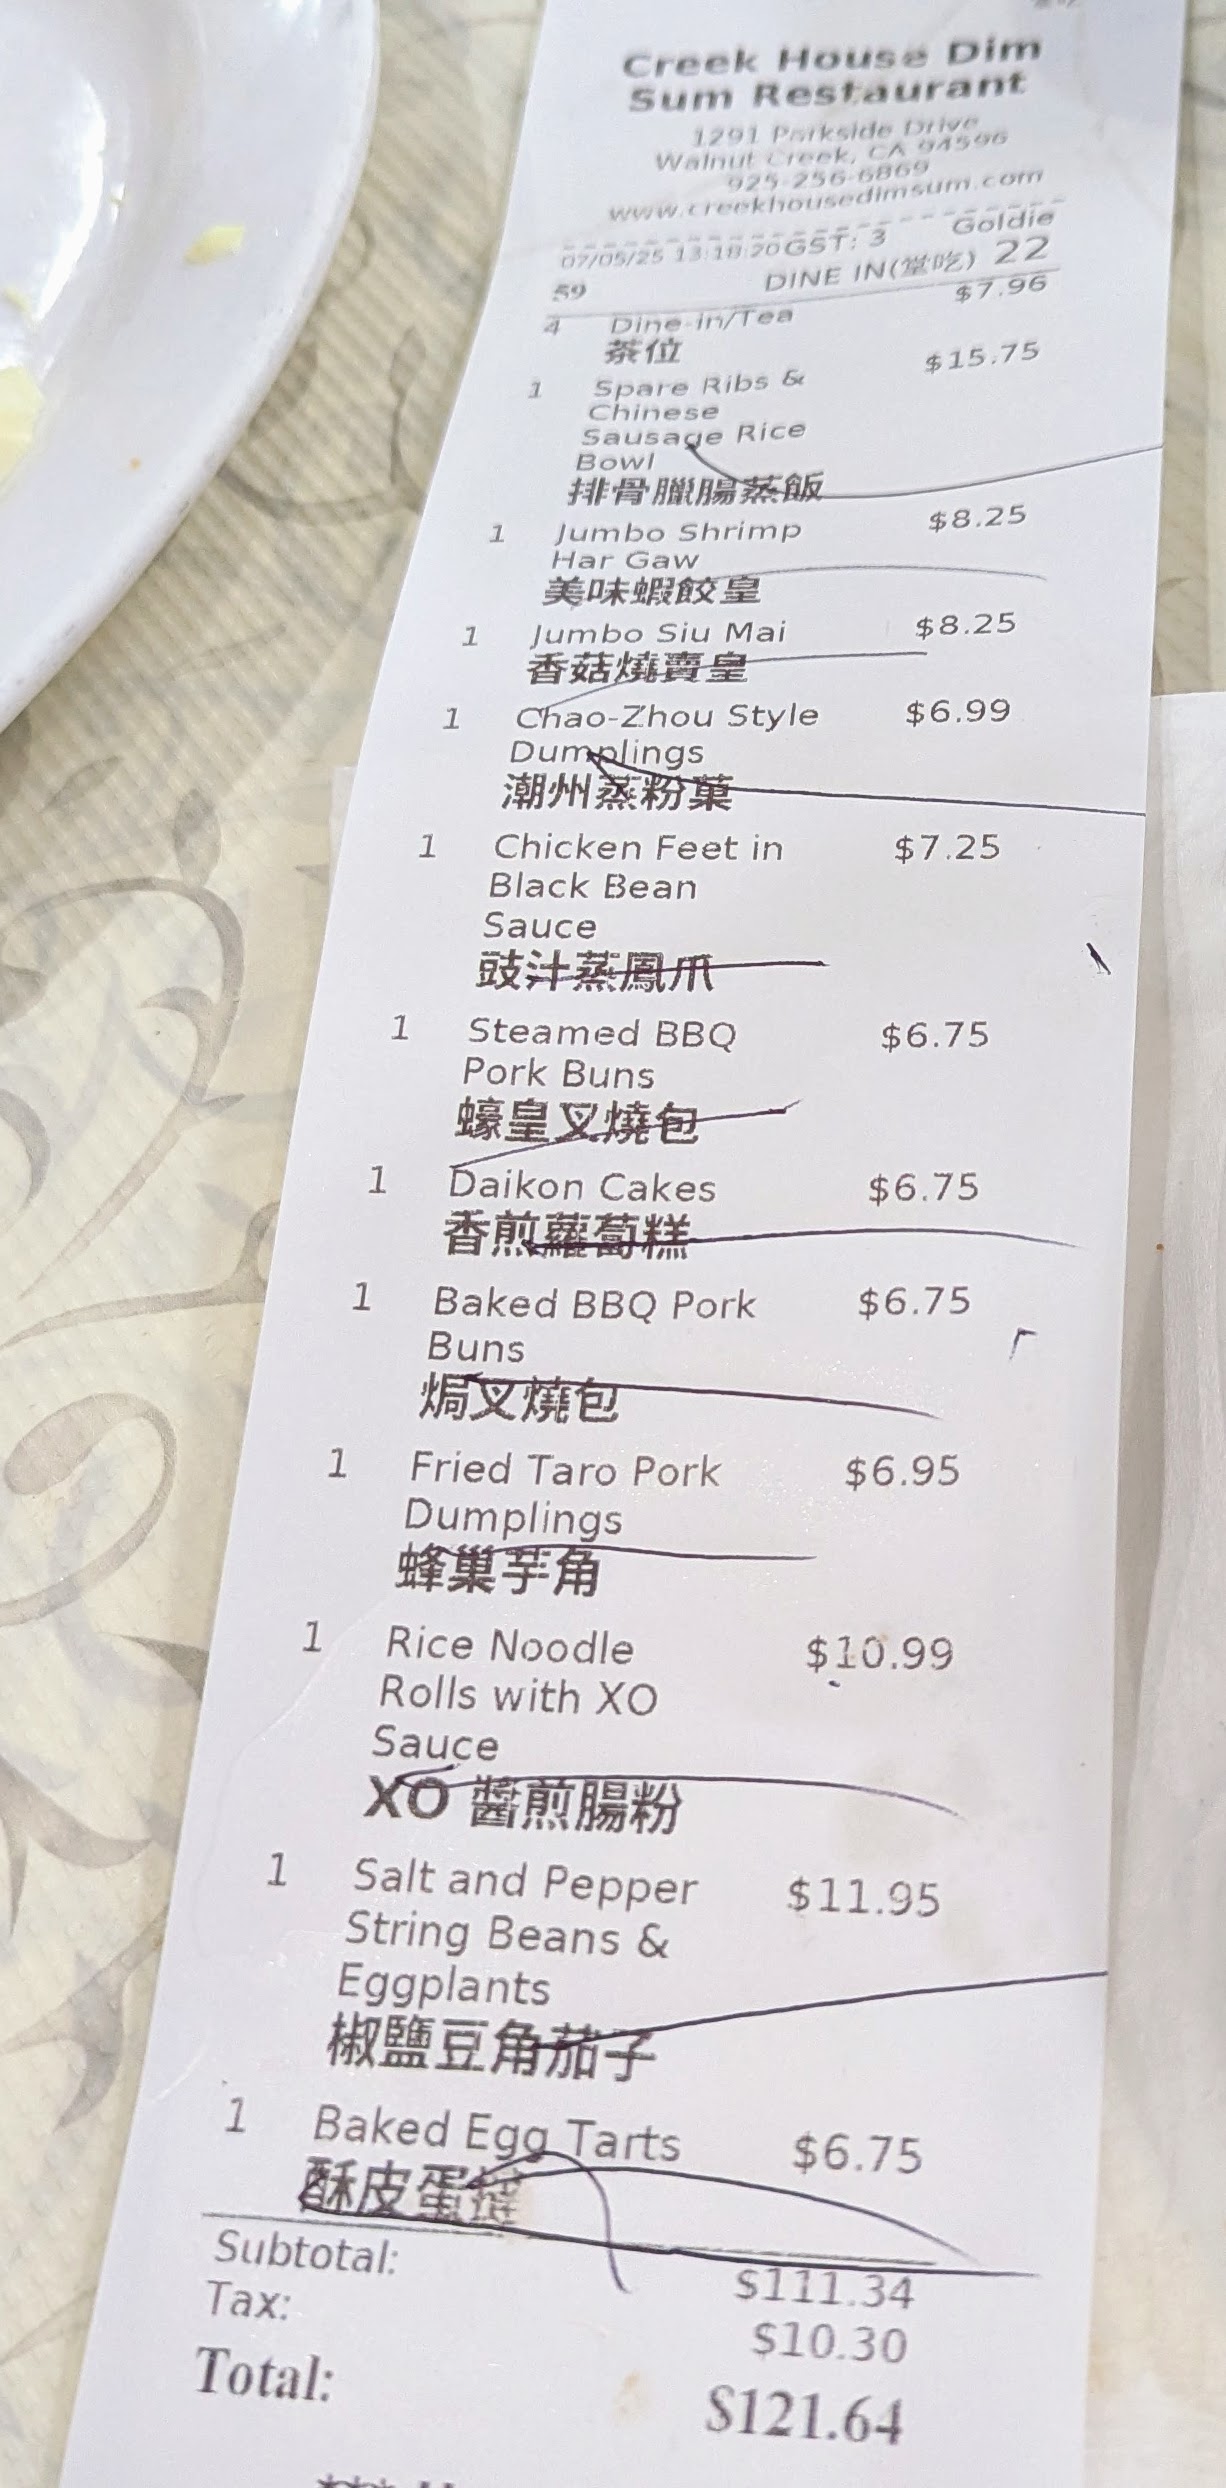 Creek House Dim
Sum Restaurant
1291 Parkside Drive
Walnut Creek, CA 94596
925-256-6869
www.creekhousedimsum.com
07/05/25 13:18:20 GST: 3 Goldie
59 DINE IN(堂吃) 22
4 Dine-in/Tea $7.96
茶位
1 Spare Ribs & $15.75
Chinese
Sausage Rice
Bowl
排骨臘腸蒸飯
1 Jumbo Shrimp $8.25
Har Gaw
美味蝦餃皇
1 Jumbo Siu Mai $8.25
香菇燒賣皇
1 Chao-Zhou Style $6.99
Dumplings
潮州蒸粉菓
1 Chicken Feet in $7.25
Black Bean
Sauce
豉汁蒸鳳爪
1 Steamed BBQ $6.75
Pork Buns
蠔皇叉燒包
1 Daikon Cakes $6.75
香煎蘿蔔糕
1 Baked BBQ Pork $6.75
Buns
焗叉燒包
1 Fried Taro Pork $6.95
Dumplings
蜂巢芋角
1 Rice Noodle $10.99
Rolls with XO
Sauce
XO 醬煎腸粉
1 Salt and Pepper $11.95
String Beans &
Eggplants
椒鹽豆角茄子
1 Baked Egg Tarts $6.75
酥皮蛋撻
Subtotal: $111.34
Tax: $10.30
Total: $121.64